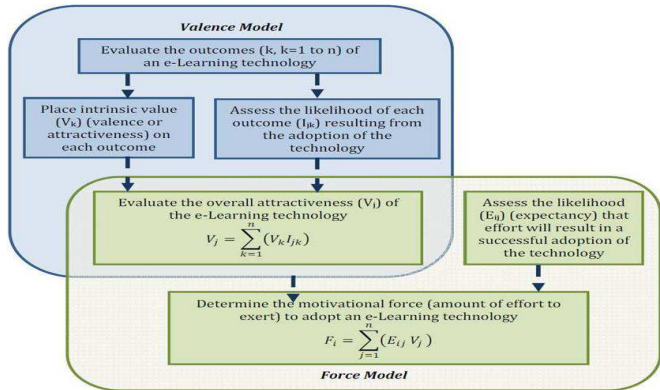 Valence Model
Evaluate the outcomes (k, k=1 to n) of
an e-Learning technology
Place intrinsic value
(Vₖ) (valence or
attractiveness) on
each outcome
Assess the likelihood of each
outcome (Iⱼₖ) resulting
from the adoption of the
technology
Evaluate the overall attractiveness (Vⱼ) of
the e-Learning technology
n
Vⱼ = ∑ (VₖIⱼₖ)
k=1
Assess the likelihood
(Eᵢⱼ) (expectancy) that
effort will result in a
successful adoption of
the technology
Determine the motivational force (amount of effort to
exert) to adopt an e-Learning technology
n
Fᵢ = ∑ (Eᵢⱼ Vⱼ)
j=1
Force Model